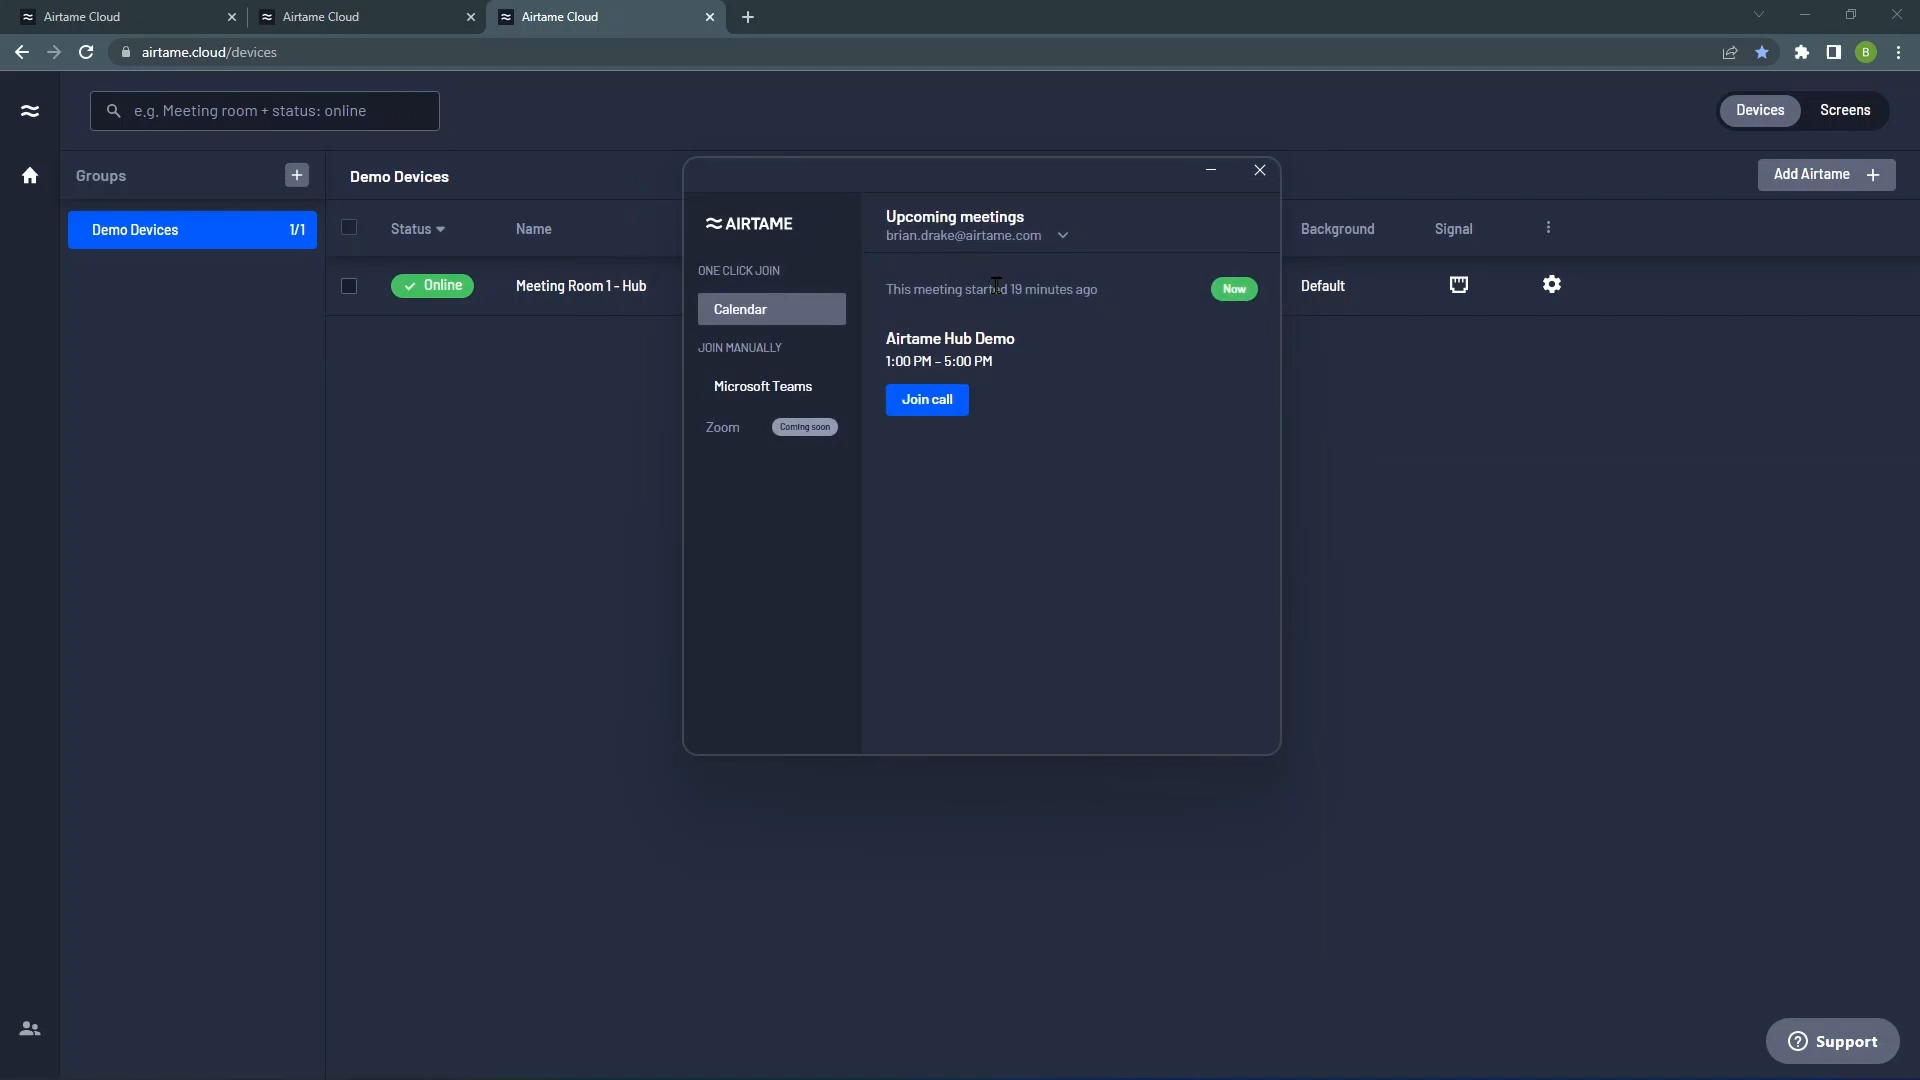 Airtame Cloud
Airtame Cloud
Airtame Cloud
airtame.cloud/devices
B
e.g. Meeting room + status: online
Devices
Screens
Groups
Demo Devices
Add Airtame
Demo Devices 1/1
Status
Name
Background
Signal
Online
Meeting Room 1 - Hub
Default
AIRTAME
ONE CLICK JOIN
Calendar
JOIN MANUALLY
Microsoft Teams
Zoom
Coming soon
Upcoming meetings
brian.drake@airtame.com
This meeting started 19 minutes ago
Now
Airtame Hub Demo
1:00 PM – 5:00 PM
Join call
Support